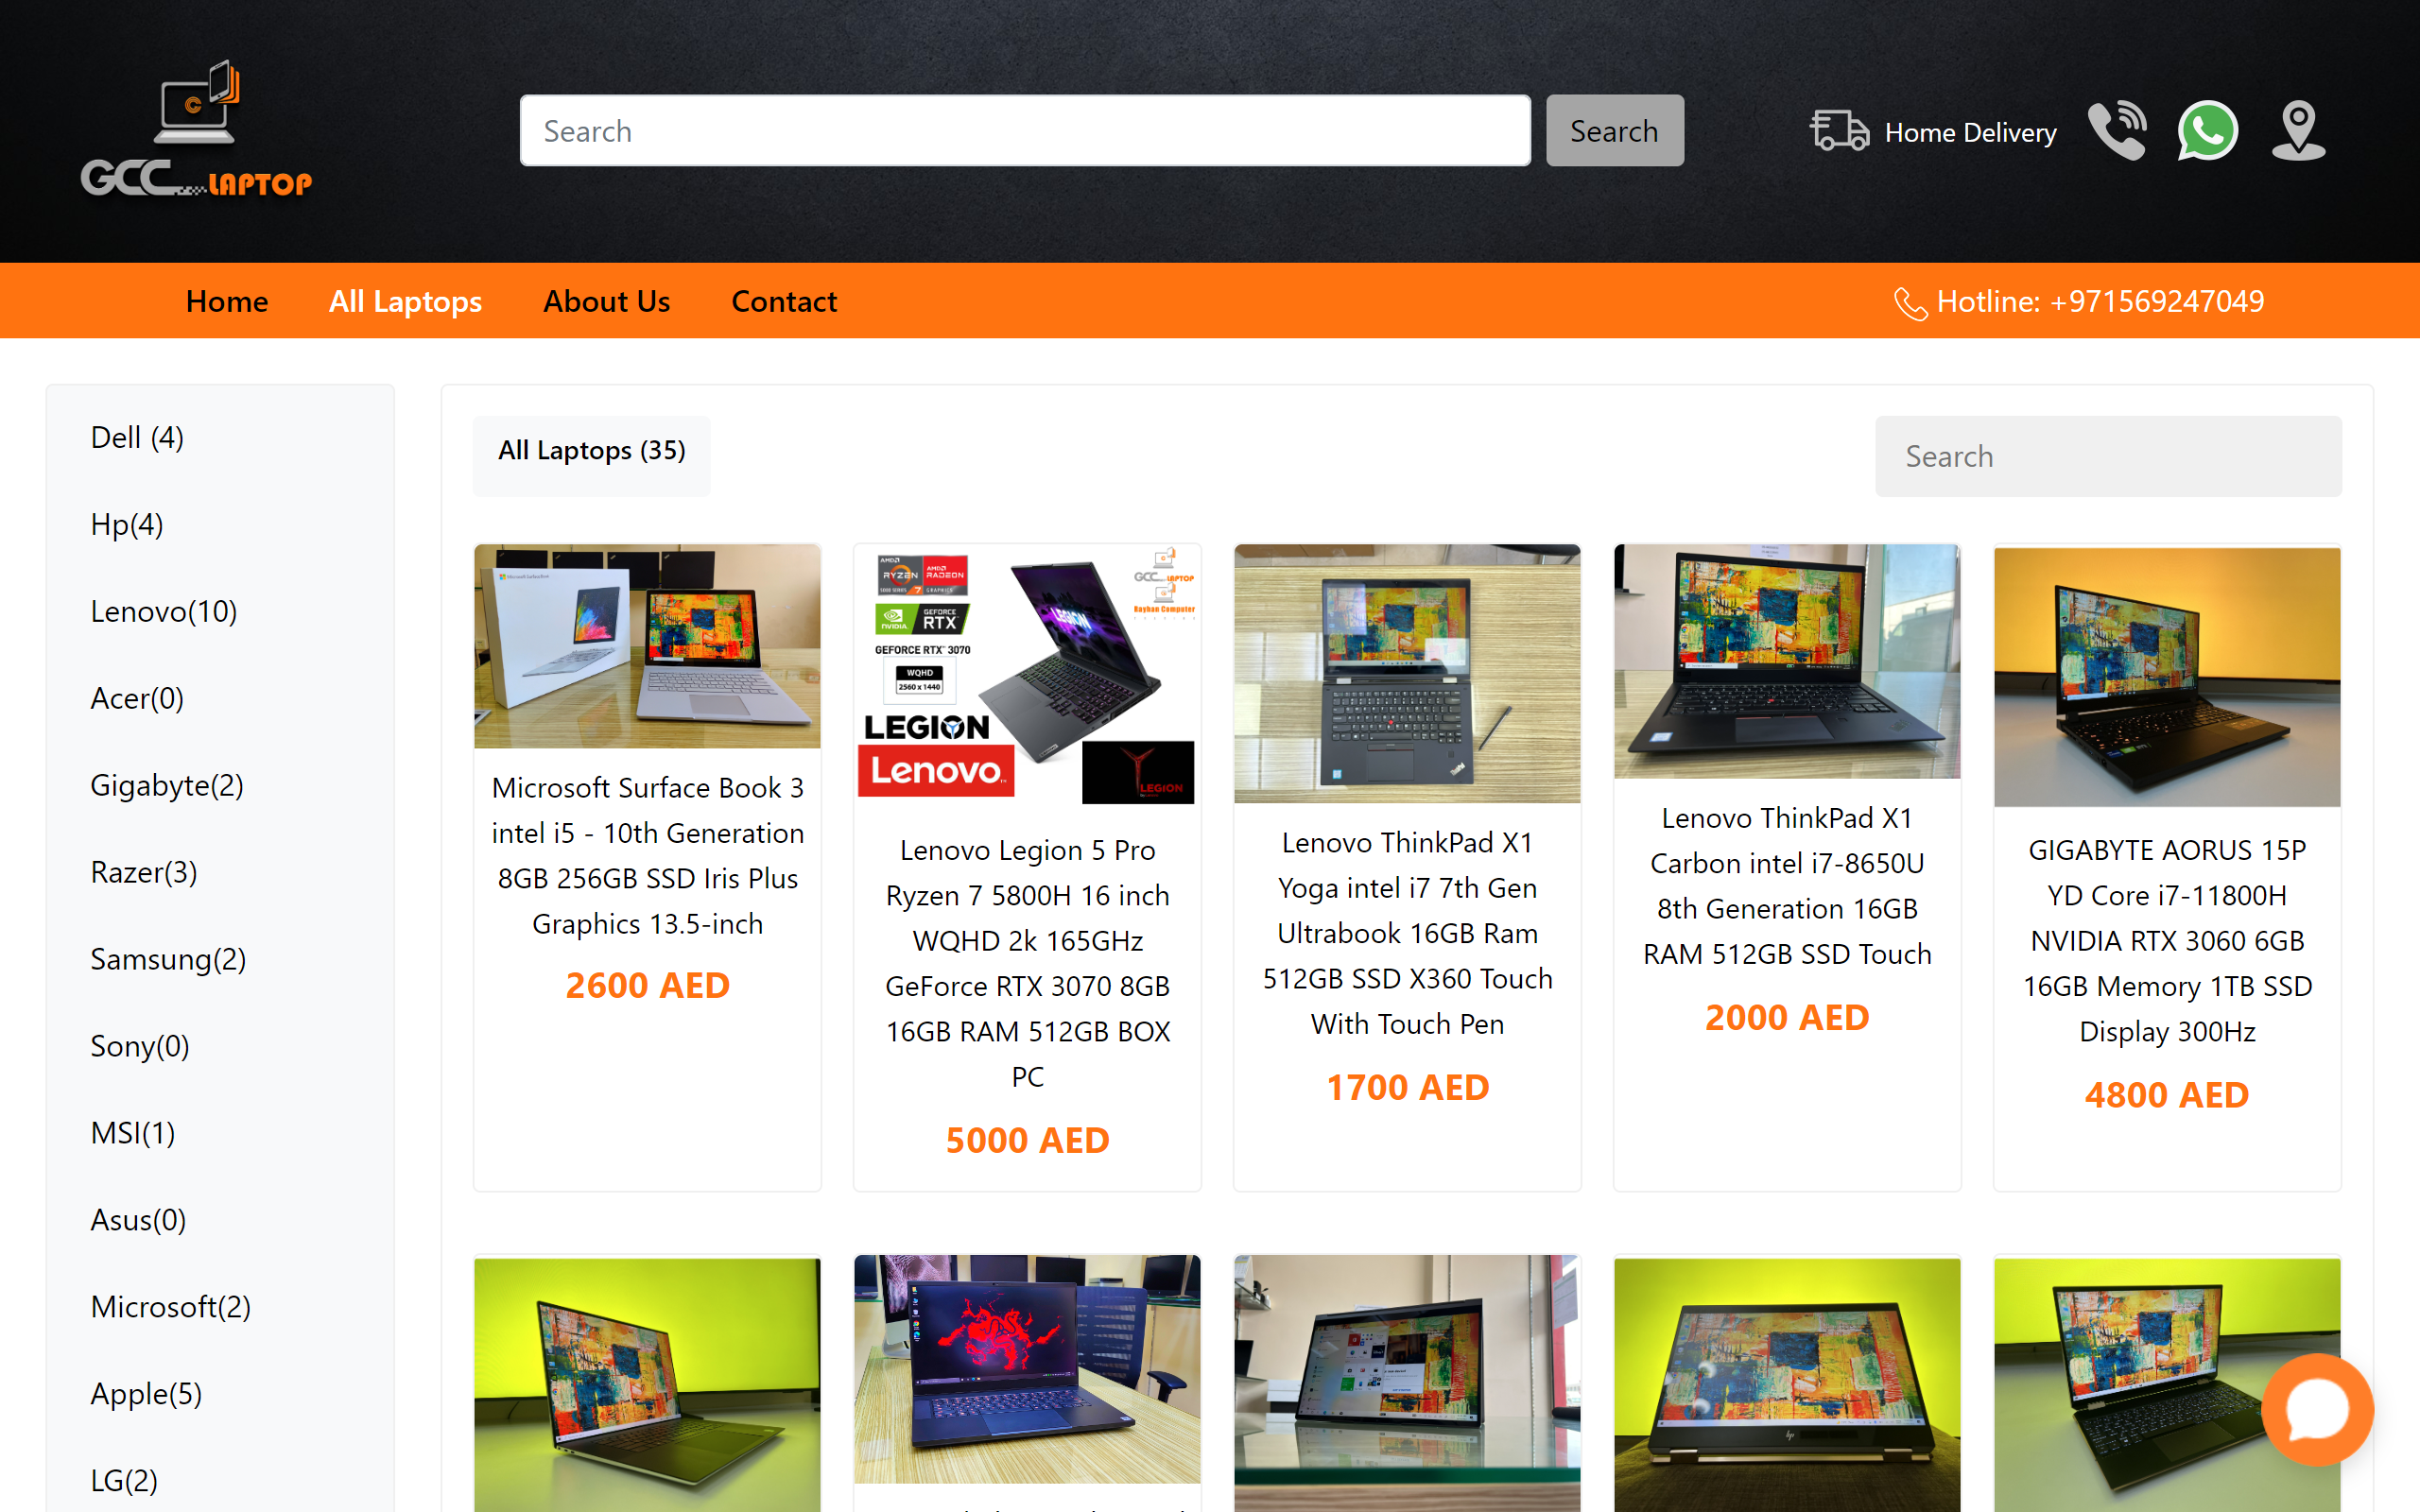 GCC LAPTOP
Search
Search
Home Delivery
Home
All Laptops
About Us
Contact
Hotline: +971569247049
Dell (4)
Hp(4)
Lenovo(10)
Acer(0)
Gigabyte(2)
Razer(3)
Samsung(2)
Sony(0)
MSI(1)
Asus(0)
Microsoft(2)
Apple(5)
LG(2)
All Laptops (35)
Search
Microsoft Surface Book 3
intel i5 - 10th Generation
8GB 256GB SSD Iris Plus
Graphics 13.5-inch
2600 AED
AMD
RYZEN
7
AMD
RADEON
GRAPHICS
NVIDIA.
GEFORCE
RTX
GEFORCE RTX 3070
WQHD
2560 x 1440
LEGION
GCC LAPTOP
Rayhan Computer
LEGION
Lenovo
LEGION
Lenovo Legion 5 Pro
Ryzen 7 5800H 16 inch
WQHD 2k 165GHz
GeForce RTX 3070 8GB
16GB RAM 512GB BOX
PC
5000 AED
Lenovo ThinkPad X1
Yoga intel i7 7th Gen
Ultrabook 16GB Ram
512GB SSD X360 Touch
With Touch Pen
1700 AED
Lenovo ThinkPad X1
Carbon intel i7-8650U
8th Generation 16GB
RAM 512GB SSD Touch
2000 AED
GIGABYTE AORUS 15P
YD Core i7-11800H
NVIDIA RTX 3060 6GB
16GB Memory 1TB SSD
Display 300Hz
4800 AED
hp